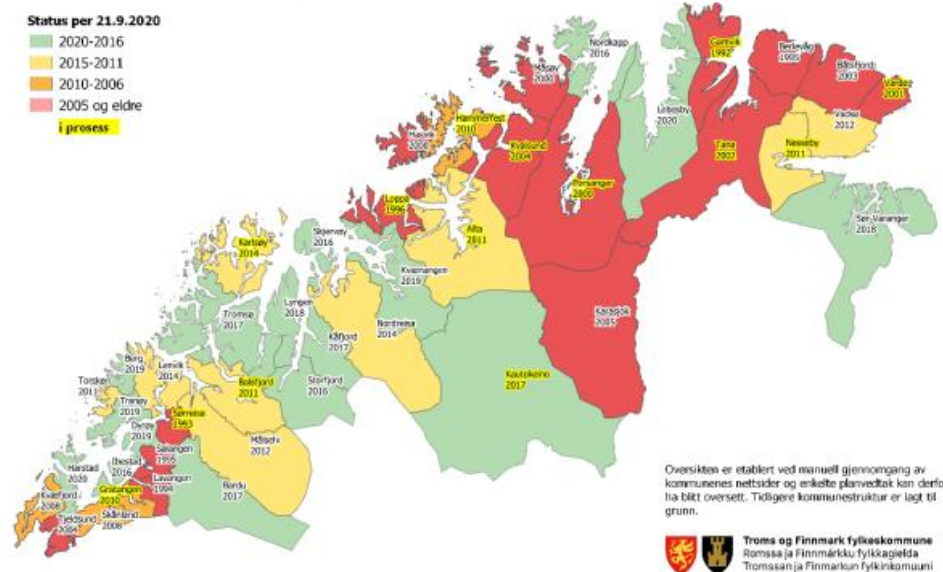 Status per 21.9.2020
2020-2016
2015-2011
2010-2006
2005 og eldre
i prosess
Nordkapp
2016
Gamvik
1992
Berlevåg
Båtsfjord
2003
Vardø
2001
Måsøy
2000
Lebesby
2020
Vadsø
2012
Hammerfest
2010
Hasvik
Kvalsund
2004
Tana
2002
Nesseby
2011
Porsanger
2000
Loppa
1996
Sør-Varanger
2018
Alta
2011
Skjervøy
2016
Karlsøy
2014
Kvænangen
2019
Lyngen
2018
Tromsø
2017
Karasjok
2005
Nordreisa
2014
Kåfjord
2017
Berg
2019
Lenvik
2014
Kautokeino
2017
Torsken
2011
Balsfjord
2011
Storfjord
2016
Tranøy
2019
Sørreisa
1993
Dyrøy
2019
Målselv
2012
Salangen
1995
Ibestad
2016
Harstad
2020
Lavangen
1994
Bardu
2017
Gratangen
2010
Kvæfjord
2008
Skånland
2008
Tjeldsund
2004
Oversikten er etablert ved manuell gjennomgang av
kommunenes nettsider og enkelte planvedtak kan derfo
ha blitt oversett. Tidligere kommunestruktur er lagt til
grunn.
Troms og Finnmark fylkeskommune
Romssa ja Finnmárkku fylkkagielda
Tromssan ja Finmarkun fylkinkomuuni